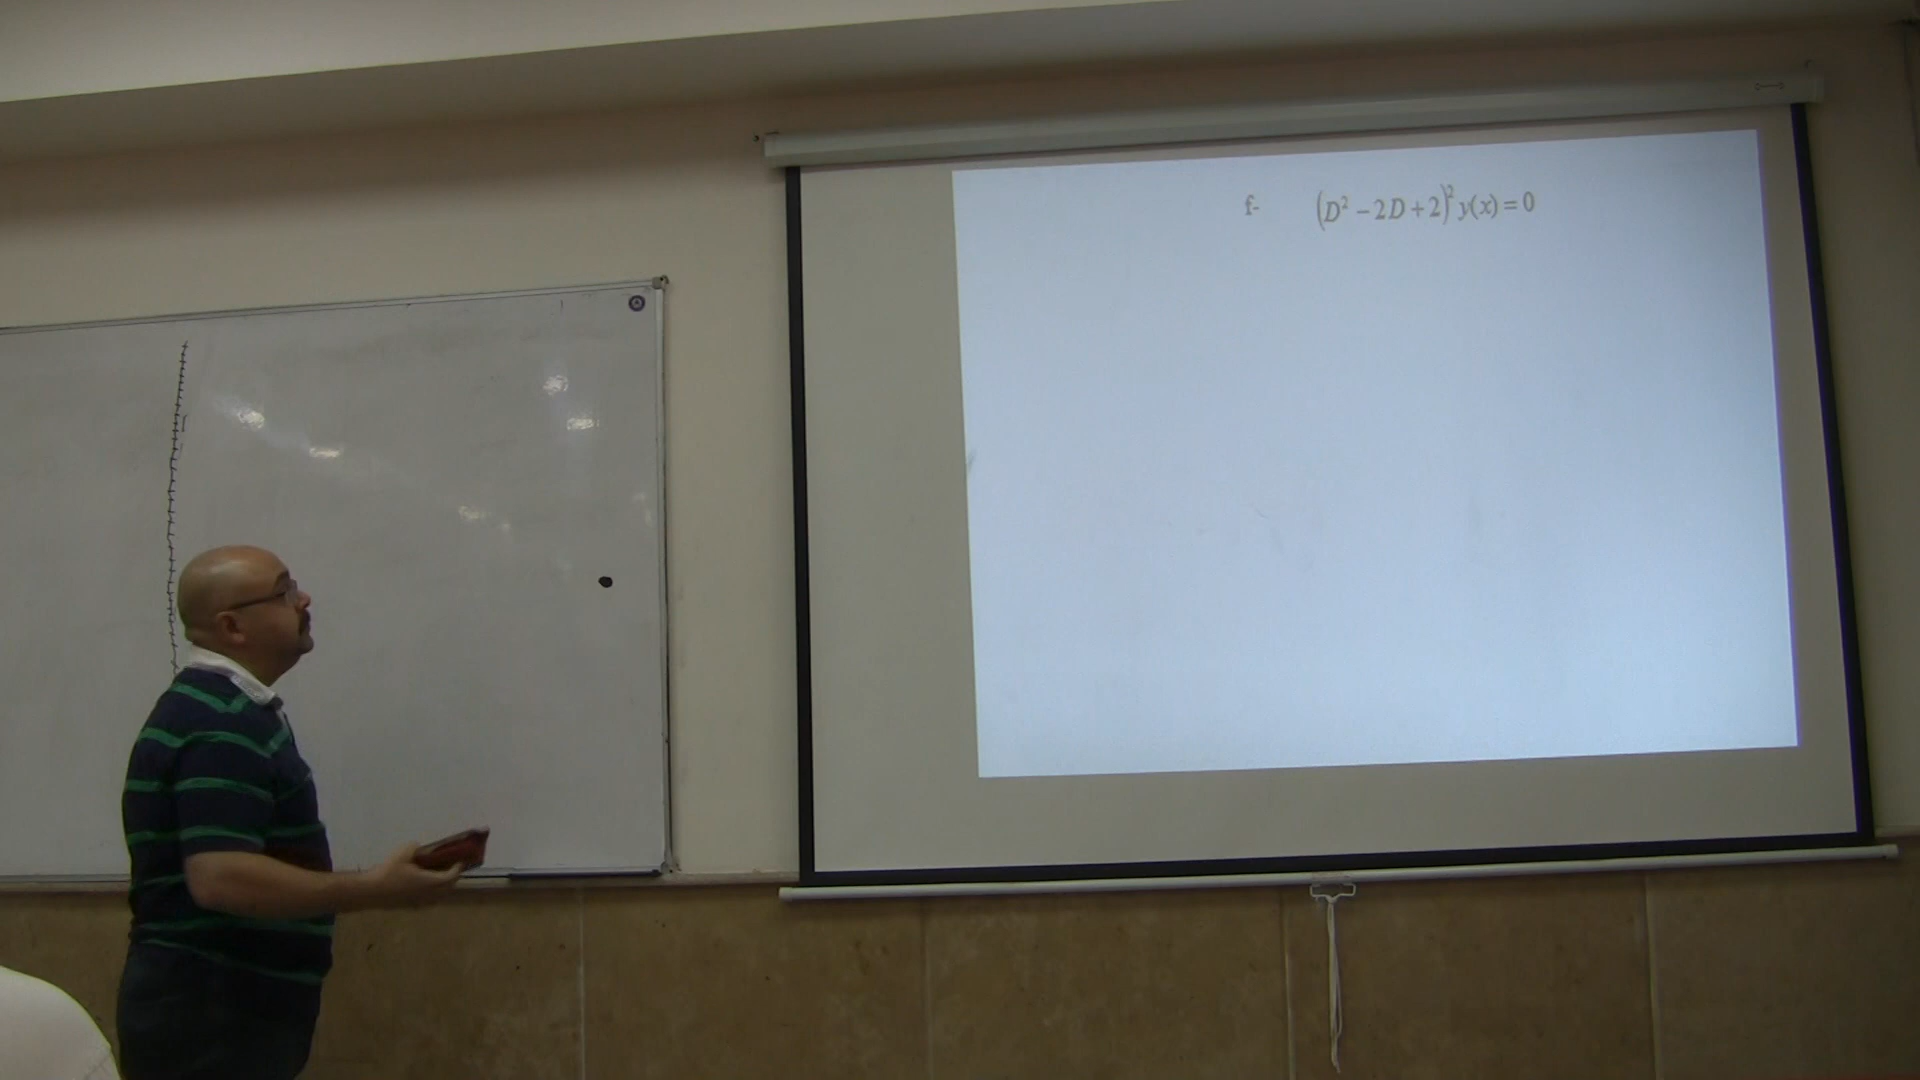 f- (D² − 2D + 2)² y(x) = 0